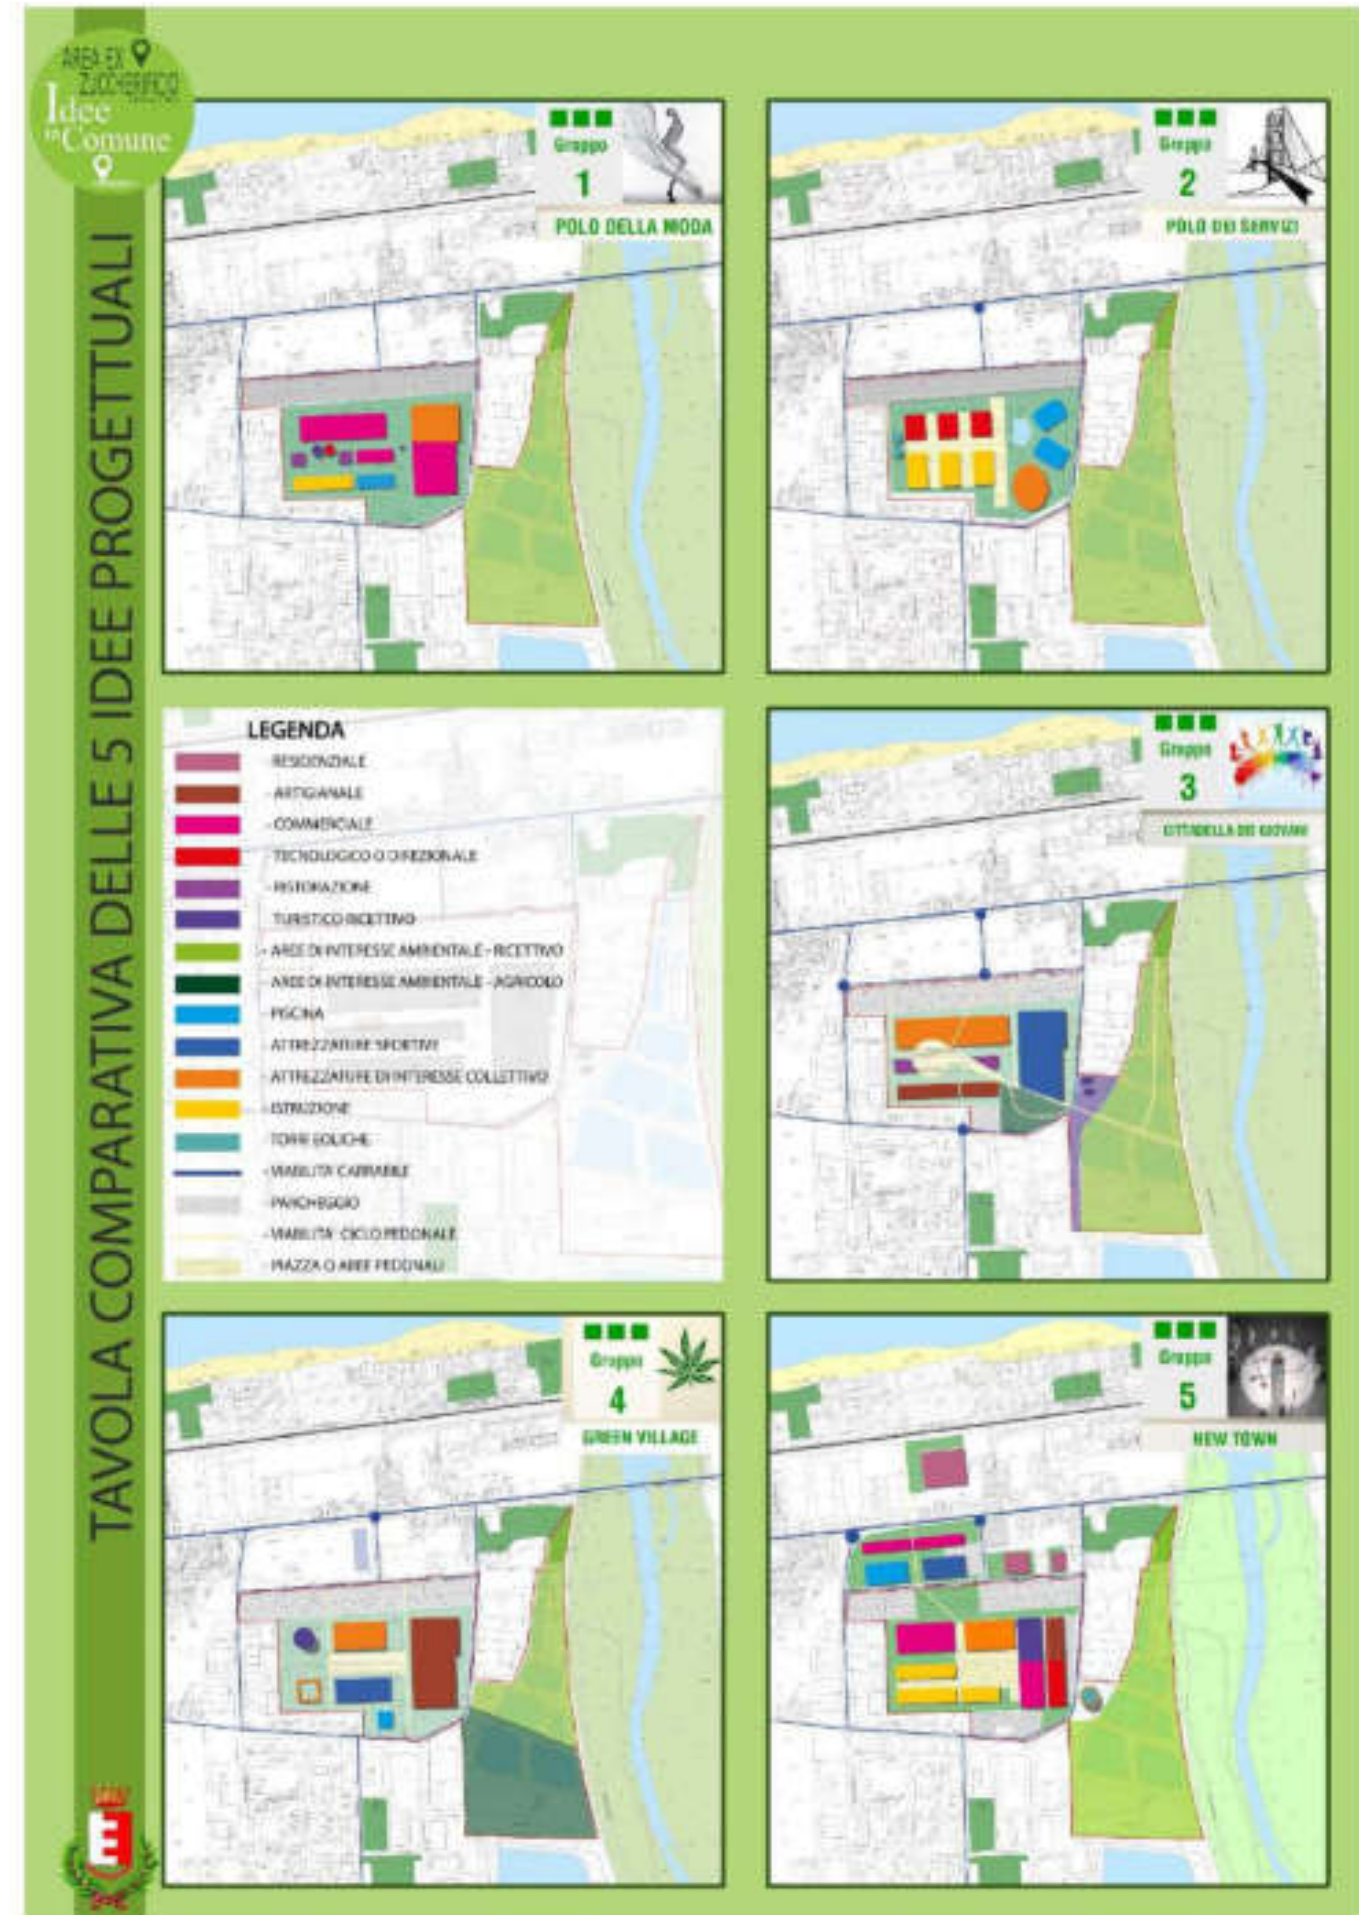 AREA EX
ZUCCHERIFICIO
Idee
in Comune
TAVOLA COMPARATIVA DELLE 5 IDEE PROGETTUALI
Gruppo
1
POLO DELLA MODA
Gruppo
2
POLO DEI SERVIZI
LEGENDA
- RESIDENZIALE
- ARTIGIANALE
- COMMERCIALE
- TECNOLOGICO O DIREZIONALE
- RISTORAZIONE
- TURISTICO RICETTIVO
- AREE DI INTERESSE AMBIENTALE - RICETTIVO
- AREE DI INTERESSE AMBIENTALE - AGRICOLO
- PISCINA
- ATTREZZATURE SPORTIVE
- ATTREZZATURE DI INTERESSE COLLETTIVO
- ISTRUZIONE
- TORRI EOLICHE
- VIABILITA' CARRABILE
- PARCHEGGIO
- VIABILITA' CICLO PEDONALE
- PIAZZA O AREE PEDONALI
Gruppo
3
CITTADELLA DEI GIOVANI
Gruppo
4
GREEN VILLAGE
Gruppo
5
NEW TOWN